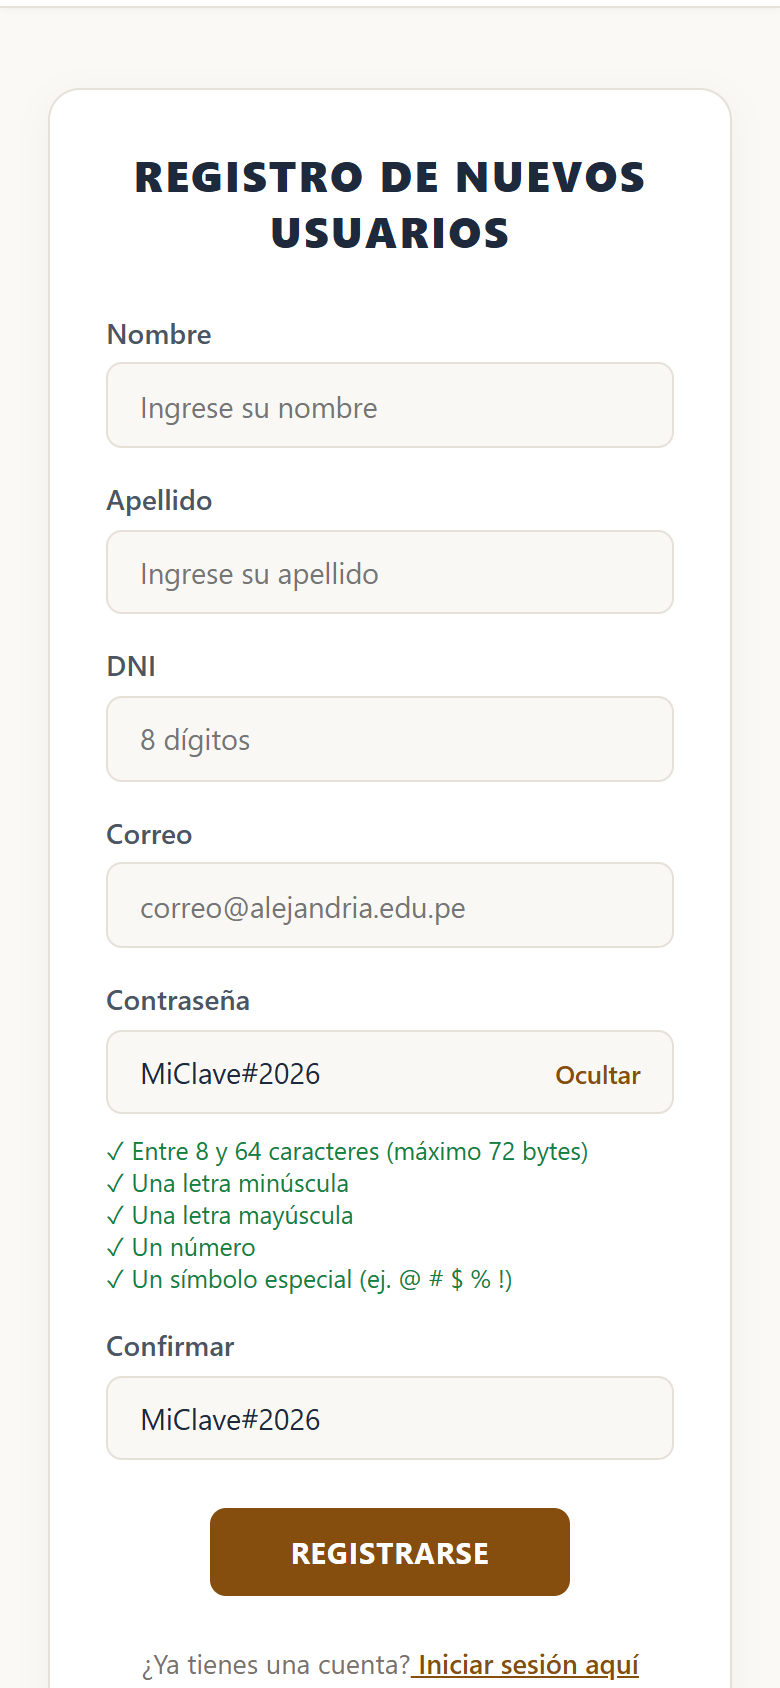 REGISTRO DE NUEVOS
USUARIOS
Nombre
Ingrese su nombre
Apellido
Ingrese su apellido
DNI
8 dígitos
Correo
correo@alejandria.edu.pe
Contraseña
MiClave#2026 Ocultar
✓ Entre 8 y 64 caracteres (máximo 72 bytes)
✓ Una letra minúscula
✓ Una letra mayúscula
✓ Un número
✓ Un símbolo especial (ej. @ # $ % !)
Confirmar
MiClave#2026
REGISTRARSE
¿Ya tienes una cuenta? Iniciar sesión aquí